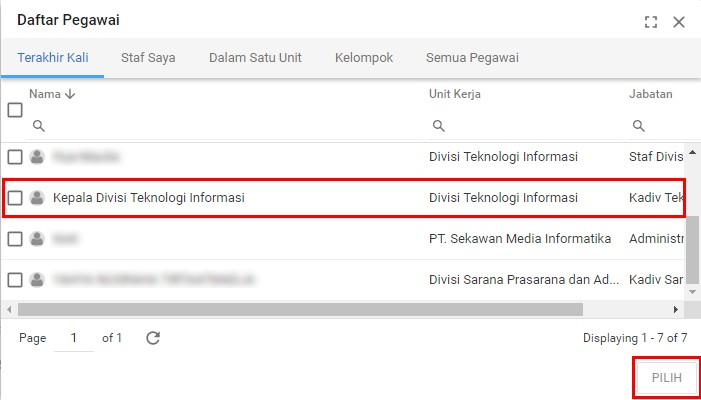 Daftar Pegawai
Terakhir Kali Staf Saya Dalam Satu Unit Kelompok Semua Pegawai
Nama Unit Kerja Jabatan
Divisi Teknologi Informasi Staf Divis
Kepala Divisi Teknologi Informasi Divisi Teknologi Informasi Kadiv Tek
PT. Sekawan Media Informatika Administr
Divisi Sarana Prasarana dan Ad... Kadiv Sar
Page 1 of 1 Displaying 1 - 7 of 7
PILIH